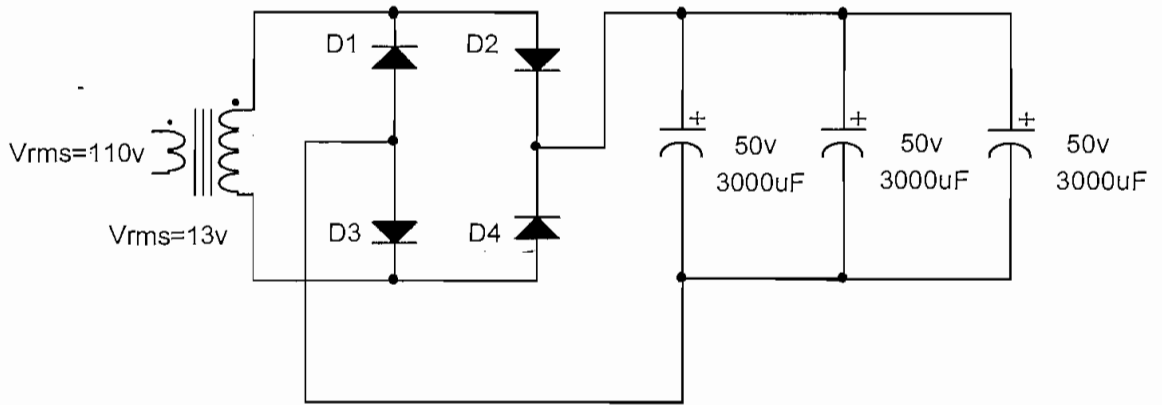 D1
D2
Vrms=110v
Vrms=13v
D3
D4
+
50v
3000uF
+
50v
3000uF
+
50v
3000uF